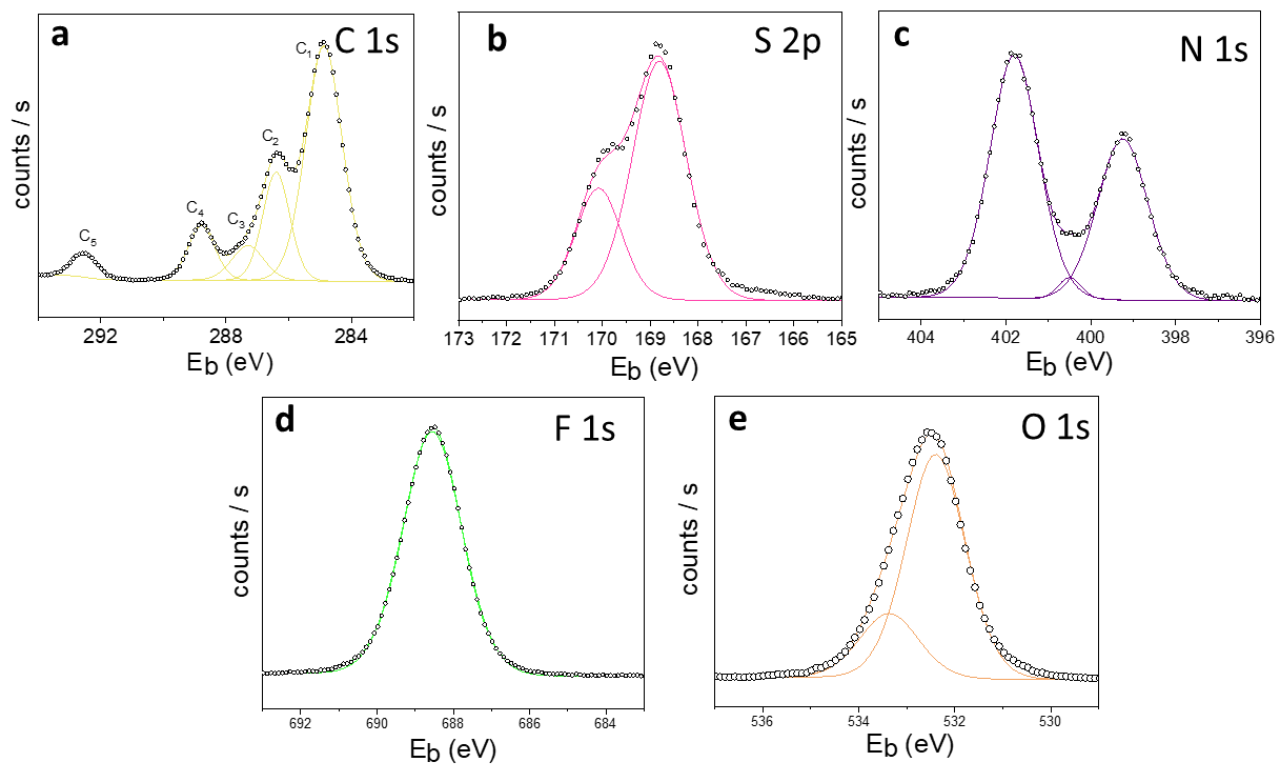 a
C 1s
C1
C2
C3
C4
C5
counts / s
292 288 284
Eb (eV)
b
S 2p
counts / s
173 172 171 170 169 168 167 166 165
Eb (eV)
c
N 1s
counts / s
404 402 400 398 396
Eb (eV)
d
F 1s
counts / s
692 690 688 686 684
Eb (eV)
e
O 1s
counts / s
536 534 532 530
Eb (eV)